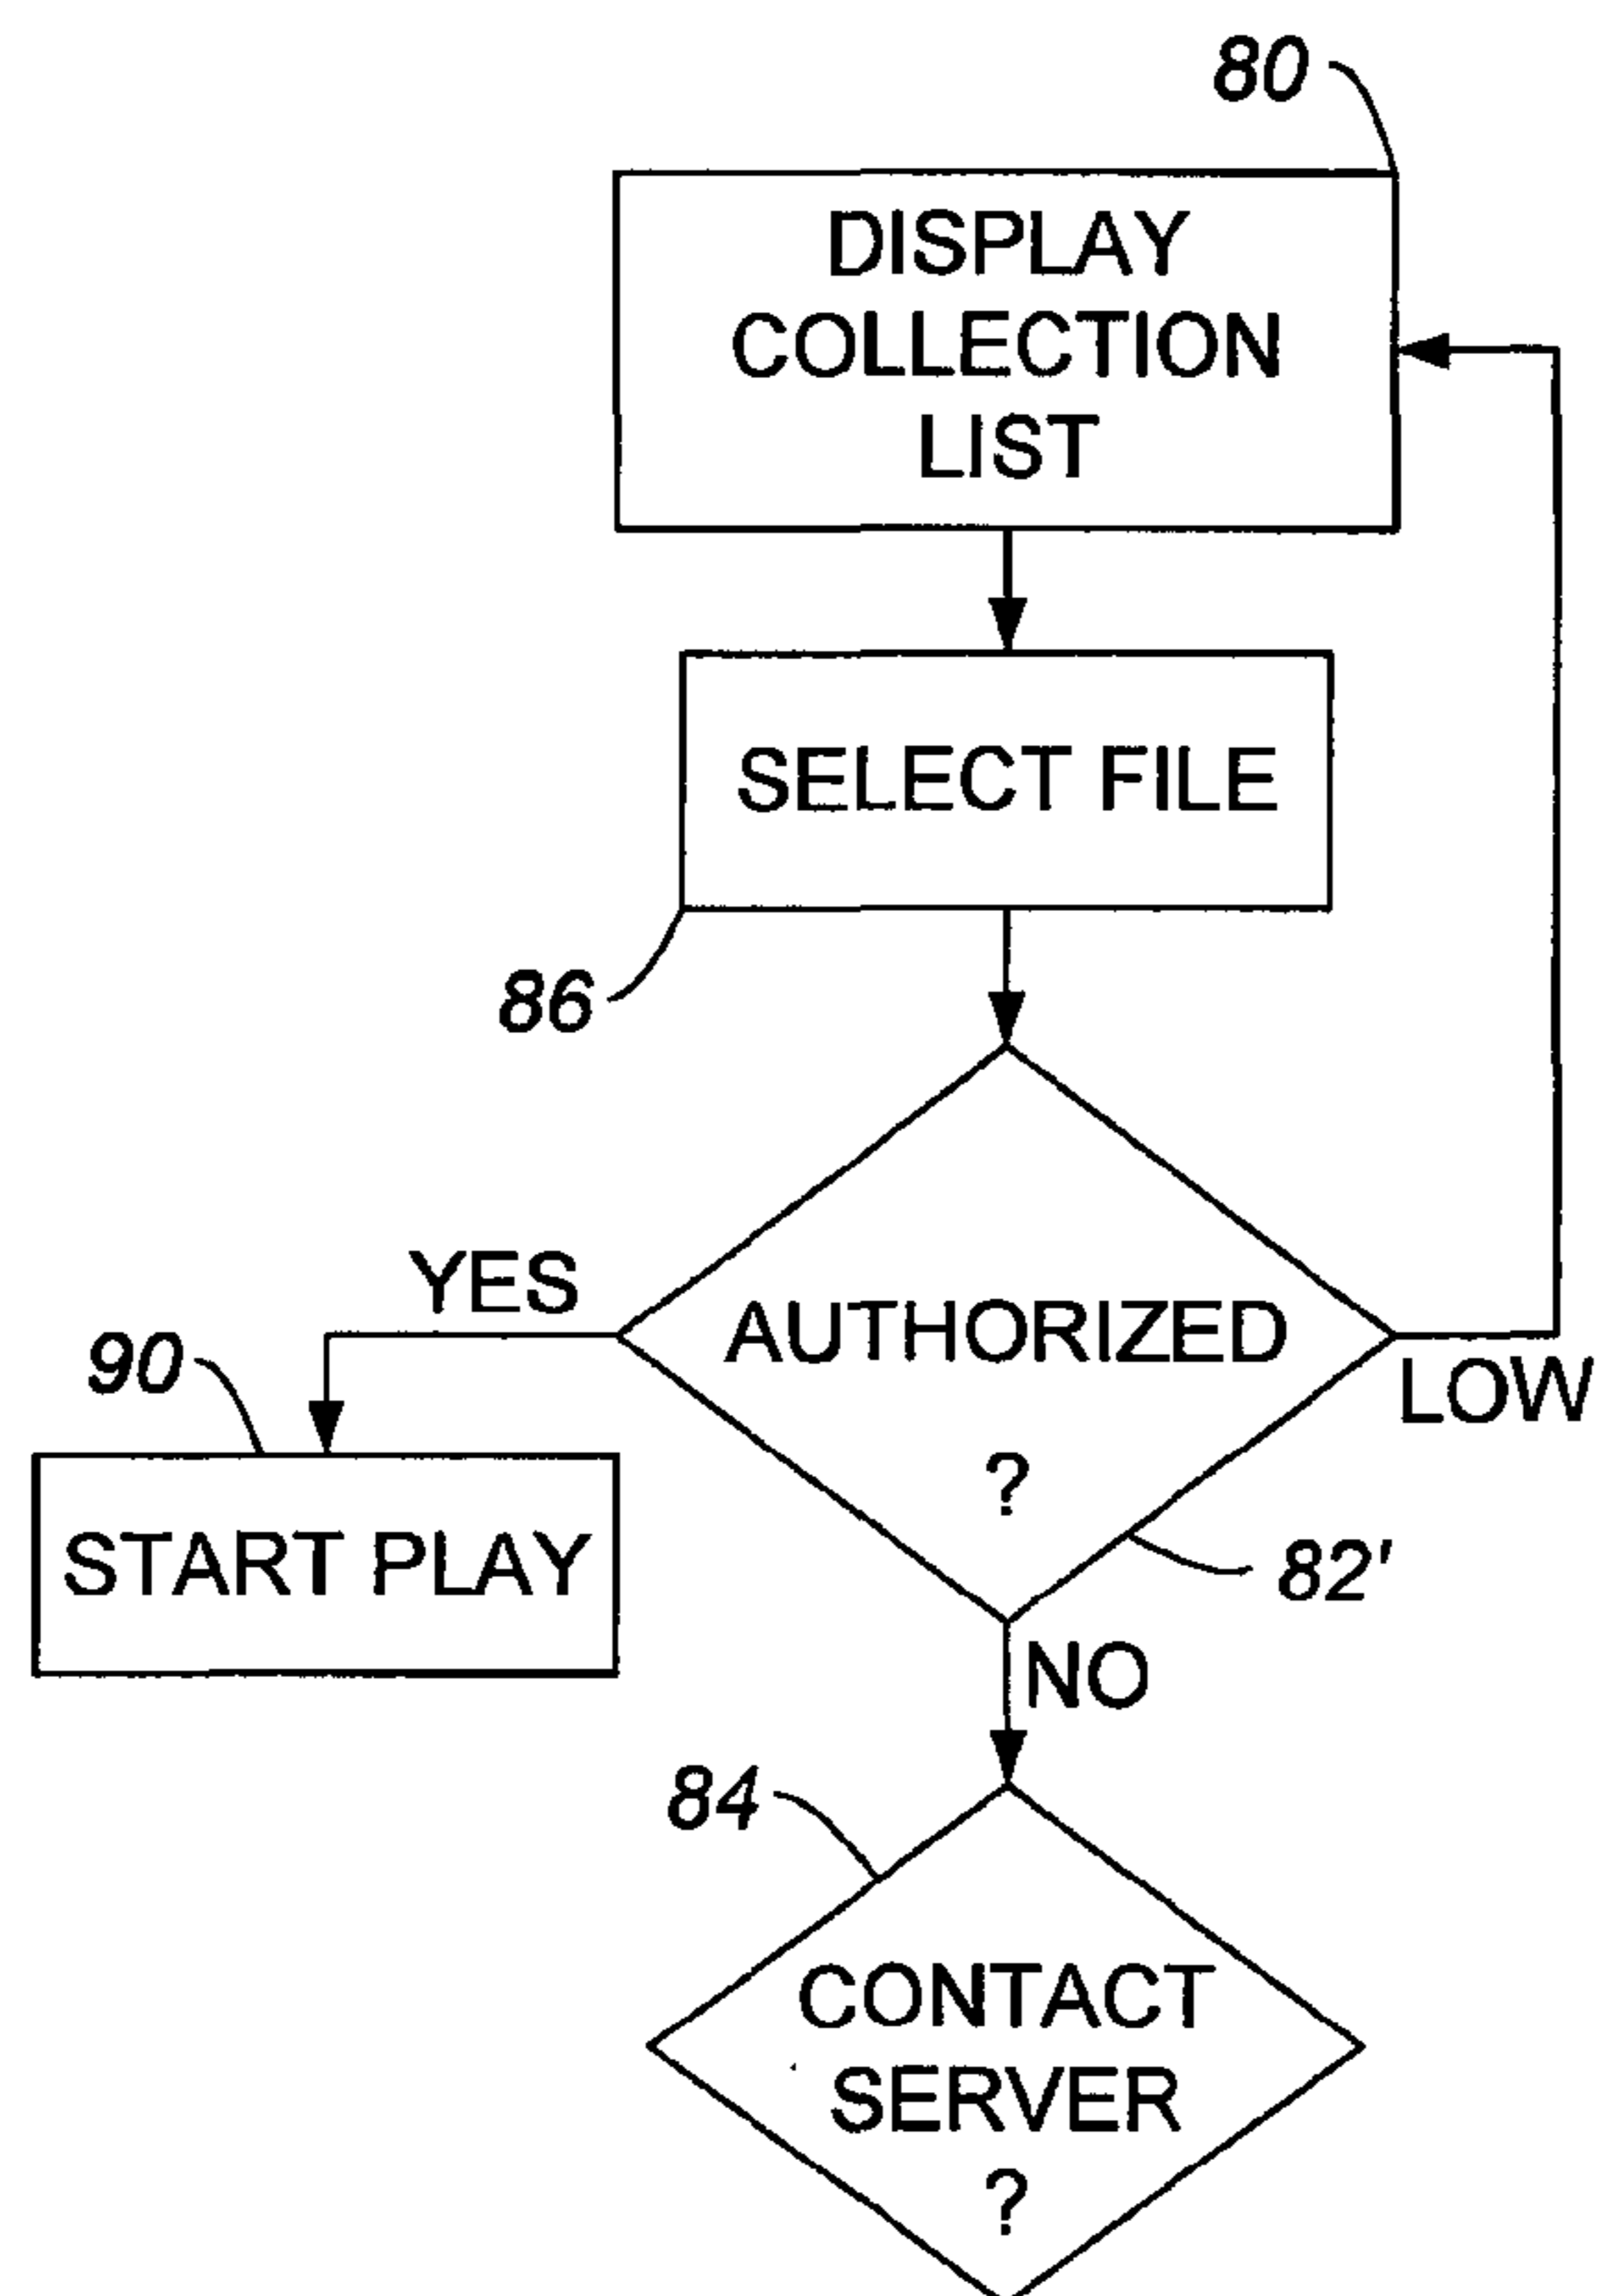 80
DISPLAY
COLLECTION
LIST
SELECT FILE
86
YES
90
AUTHORIZED
?
LOW
START PLAY
82'
NO
84
CONTACT
SERVER
?